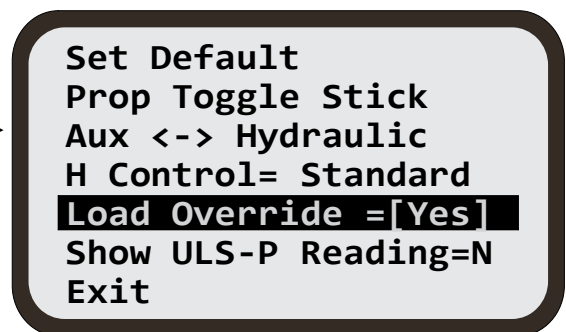 Set Default
Prop Toggle Stick
Aux <-> Hydraulic
H Control= Standard
Load Override =[Yes]
Show ULS-P Reading=N
Exit